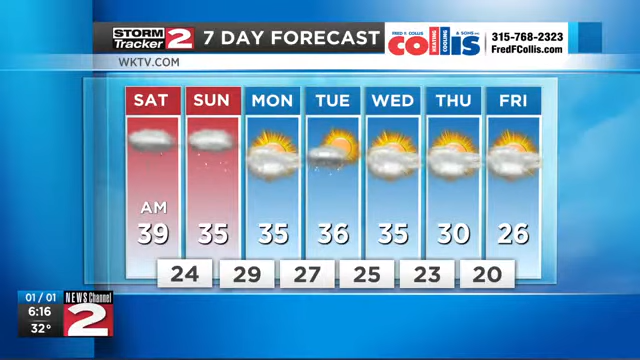 STORM
Tracker 2
7 DAY FORECAST
FRED F. COLLIS & SONS INC
collis
HEATING
COOLING
315-768-2323
FredFCollis.com
WKTV.COM
SAT SUN MON TUE WED THU FRI
AM
39 35 35 36 35 30 26
24 29 27 25 23 20
01/01
6:16
32°
NEWS Channel
2